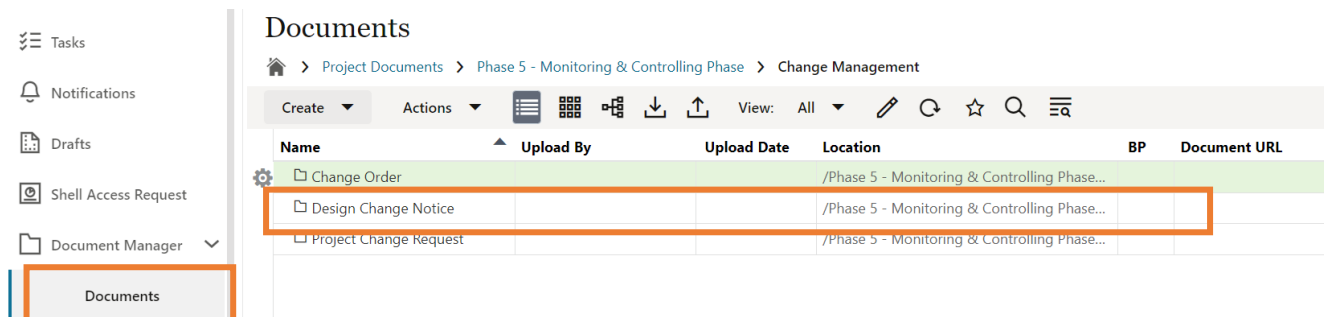 Tasks
Notifications
Drafts
Shell Access Request
Document Manager
Documents
Documents
Project Documents > Phase 5 - Monitoring & Controlling Phase > Change Management
Create Actions View: All
Name Upload By Upload Date Location BP Document URL
Change Order /Phase 5 - Monitoring & Controlling Phase...
Design Change Notice /Phase 5 - Monitoring & Controlling Phase...
Project Change Request /Phase 5 - Monitoring & Controlling Phase...